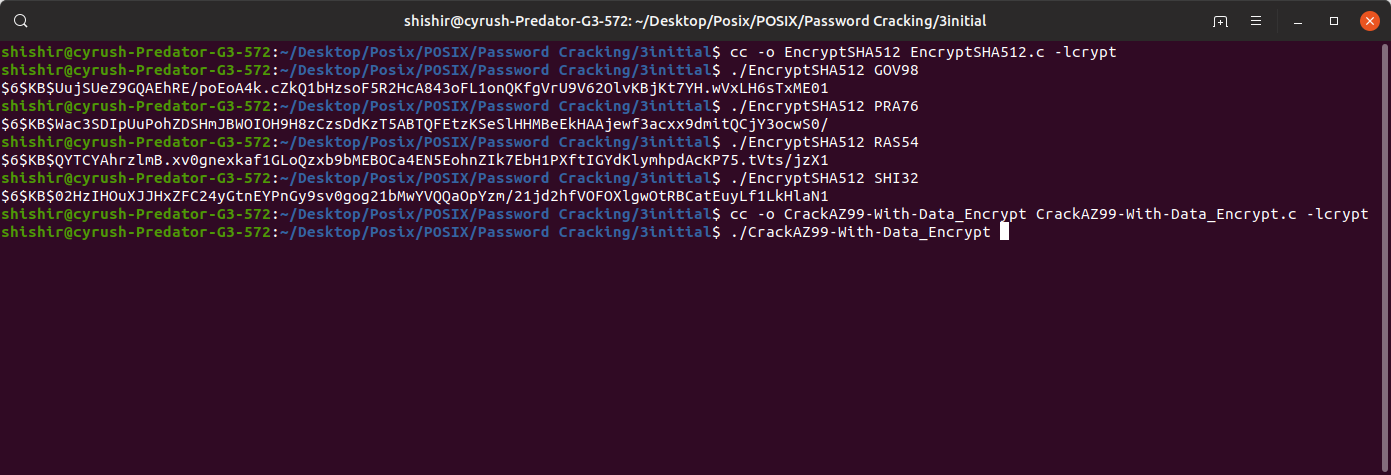 shishir@cyrush-Predator-G3-572: ~/Desktop/Posix/POSIX/Password Cracking/3initial
shishir@cyrush-Predator-G3-572:~/Desktop/Posix/POSIX/Password Cracking/3initial$ cc -o EncryptSHA512 EncryptSHA512.c -lcrypt
shishir@cyrush-Predator-G3-572:~/Desktop/Posix/POSIX/Password Cracking/3initial$ ./EncryptSHA512 GOV98
$6$KB$UujSUeZ9GQAEhRE/poEoA4k.cZkQ1bHzsoF5R2HcA843oFL1onQKfgVrU9V62OlvKBjKt7YH.wVxLH6sTxME01
shishir@cyrush-Predator-G3-572:~/Desktop/Posix/POSIX/Password Cracking/3initial$ ./EncryptSHA512 PRA76
$6$KB$Wac3SDIpUuPohZDSHmJBWOIOH9H8zCzsDdKzT5ABTQFEtzKSeSlHHMBeEkHAAjewf3acxx9dmitQCjY3ocwS0/
shishir@cyrush-Predator-G3-572:~/Desktop/Posix/POSIX/Password Cracking/3initial$ ./EncryptSHA512 RAS54
$6$KB$QYTCYAhrzlmB.xv0gnexkaf1GLoQzxb9bMEBOCa4EN5EohnZIk7EbH1PXftIGYdKlymhpdAcKP75.tVts/jzX1
shishir@cyrush-Predator-G3-572:~/Desktop/Posix/POSIX/Password Cracking/3initial$ ./EncryptSHA512 SHI32
$6$KB$02HzIHOuXJJHxZFC24yGtnEYPnGy9sv0gog21bMwYVQQaOpYzm/21jd2hfVOFOXlgwOtRBCatEuyLf1LkHlaN1
shishir@cyrush-Predator-G3-572:~/Desktop/Posix/POSIX/Password Cracking/3initial$ cc -o CrackAZ99-With-Data_Encrypt CrackAZ99-With-Data_Encrypt.c -lcrypt
shishir@cyrush-Predator-G3-572:~/Desktop/Posix/POSIX/Password Cracking/3initial$ ./CrackAZ99-With-Data_Encrypt